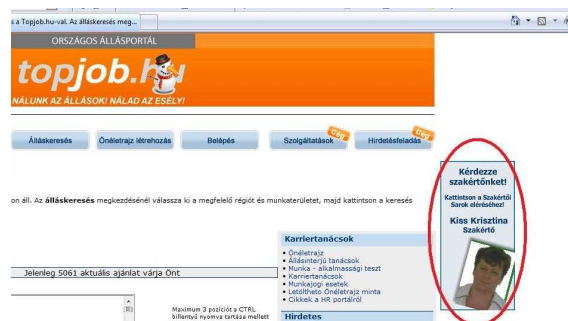 s a Topjob.hu-val. Az álláskeresés meg...
ORSZÁGOS ÁLLÁSPORTÁL
topjob.hu
NÁLUNK AZ ÁLLÁSOK! NÁLAD AZ ESÉLY!
Álláskeresés
Önéletrajz létrehozás
Belépés
Szolgáltatások
Cég
Hirdetésfeladás
Cég
on áll. Az álláskeresés megkezdésénél válassza ki a megfelelő régiót és munkaterületet, majd kattintson a keresés
Jelenleg 5061 aktuális ajánlat várja Önt
Maximum 3 pozíciót a CTRL
billentyű nyomva tartása mellett
Karriertanácsok
• Önéletrajz
• Állásinterjú tanácsok
• Munka - alkalmassági teszt
• Karriertanácsok
• Munkajogi esetek
• Letölthető Önéletrajz minta
• Cikkek a HR portálról
Hirdetes
Kérdezze
szakértőnket!
Kattintson a Szakértői
Sarok eléréséhez!
Kiss Krisztina
Szakértő